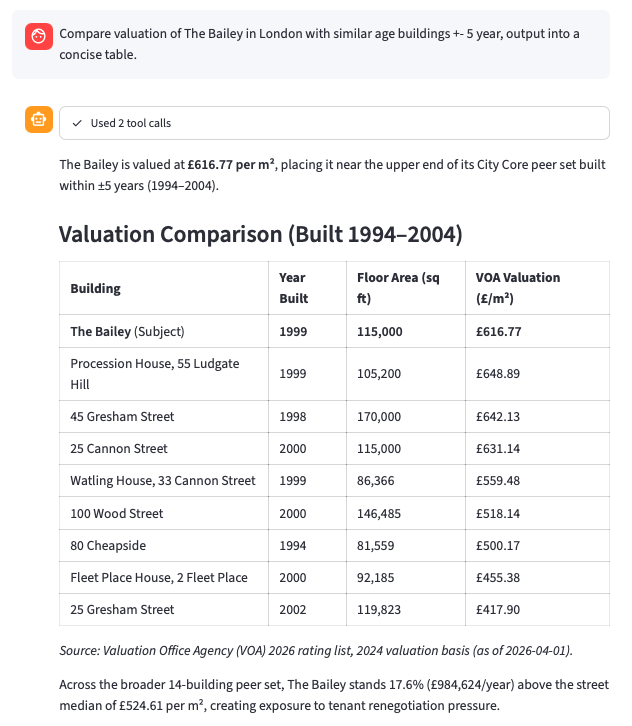 Compare valuation of The Bailey in London with similar age buildings +- 5 year, output into a
concise table.
Used 2 tool calls
The Bailey is valued at £616.77 per m², placing it near the upper end of its City Core peer set built
within ±5 years (1994–2004).
Valuation Comparison (Built 1994–2004)
Building | Year Built | Floor Area (sq ft) | VOA Valuation (£/m²)
The Bailey (Subject) | 1999 | 115,000 | £616.77
Procession House, 55 Ludgate Hill | 1999 | 105,200 | £648.89
45 Gresham Street | 1998 | 170,000 | £642.13
25 Cannon Street | 2000 | 115,000 | £631.14
Watling House, 33 Cannon Street | 1999 | 86,366 | £559.48
100 Wood Street | 2000 | 146,485 | £518.14
80 Cheapside | 1994 | 81,559 | £500.17
Fleet Place House, 2 Fleet Place | 2000 | 92,185 | £455.38
25 Gresham Street | 2002 | 119,823 | £417.90
Source: Valuation Office Agency (VOA) 2026 rating list, 2024 valuation basis (as of 2026-04-01).
Across the broader 14-building peer set, The Bailey stands 17.6% (£984,624/year) above the street
median of £524.61 per m², creating exposure to tenant renegotiation pressure.